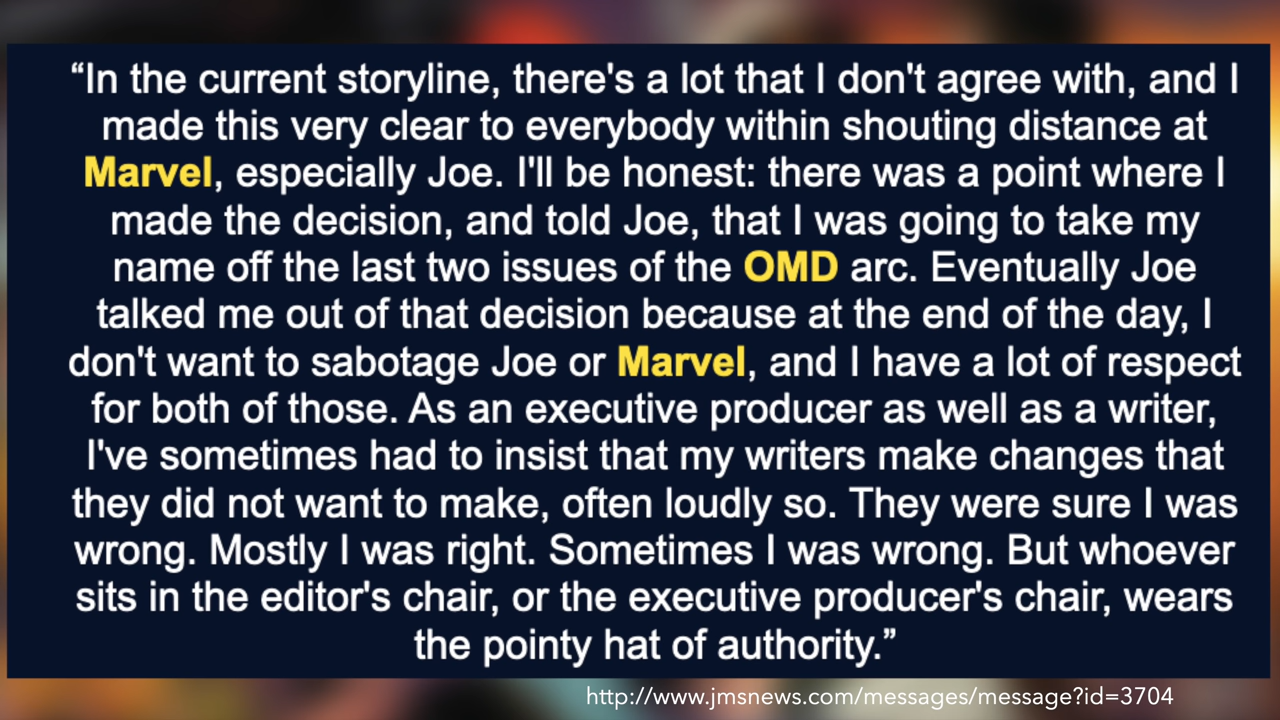 “In the current storyline, there's a lot that I don't agree with, and I
made this very clear to everybody within shouting distance at
Marvel, especially Joe. I'll be honest: there was a point where I
made the decision, and told Joe, that I was going to take my
name off the last two issues of the OMD arc. Eventually Joe
talked me out of that decision because at the end of the day, I
don't want to sabotage Joe or Marvel, and I have a lot of respect
for both of those. As an executive producer as well as a writer,
I've sometimes had to insist that my writers make changes that
they did not want to make, often loudly so. They were sure I was
wrong. Mostly I was right. Sometimes I was wrong. But whoever
sits in the editor's chair, or the executive producer's chair, wears
the pointy hat of authority.”
http://www.jmsnews.com/messages/message?id=3704